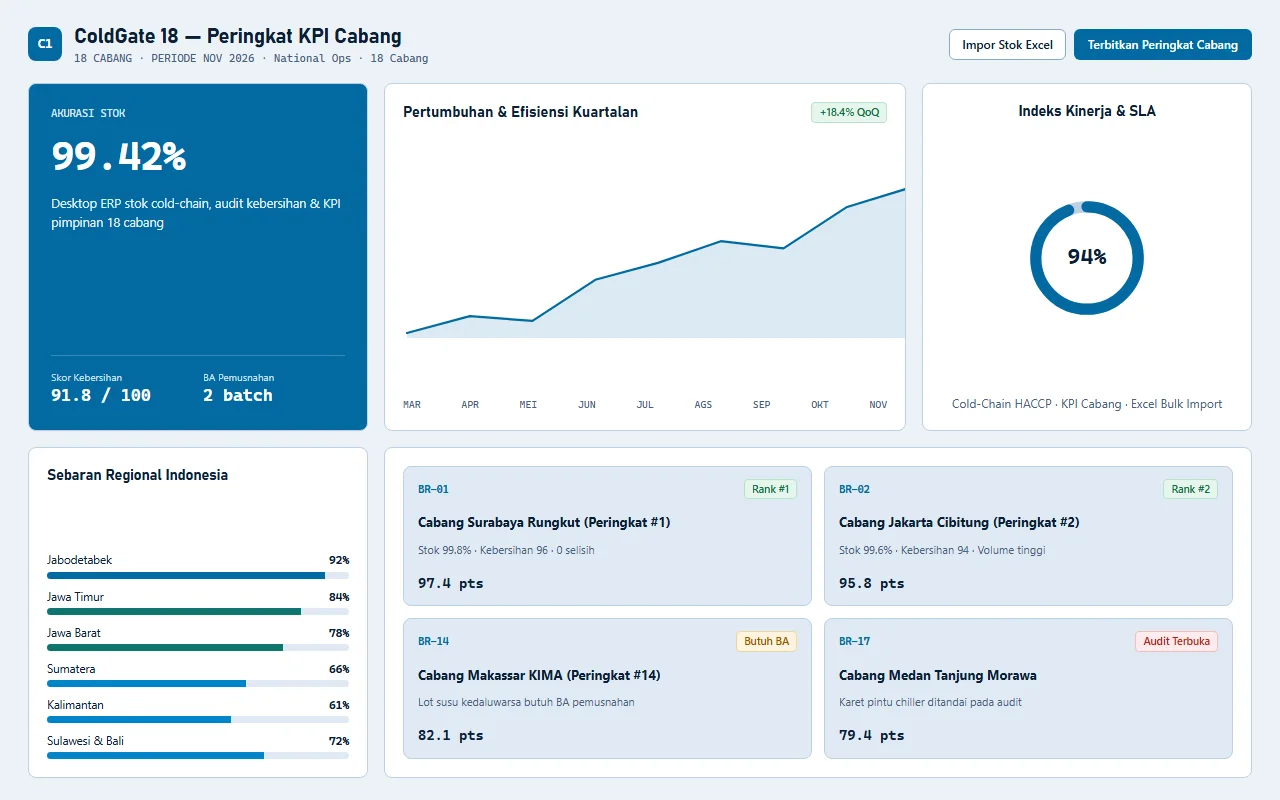 C1
ColdGate 18 — Peringkat KPI Cabang
18 CABANG · PERIODE NOV 2026 · National Ops · 18 Cabang
Impor Stok Excel
Terbitkan Peringkat Cabang
AKURASI STOK
99.42%
Desktop ERP stok cold-chain, audit kebersihan & KPI
pimpinan 18 cabang
Skor Kebersihan
91.8 / 100
BA Pemusnahan
2 batch
Pertumbuhan & Efisiensi Kuartalan
+18.4% QoQ
MAR APR MEI JUN JUL AGS SEP OKT NOV
Indeks Kinerja & SLA
94%
Cold-Chain HACCP · KPI Cabang · Excel Bulk Import
Sebaran Regional Indonesia
Jabodetabek 92%
Jawa Timur 84%
Jawa Barat 78%
Sumatera 66%
Kalimantan 61%
Sulawesi & Bali 72%
BR-01 Rank #1
Cabang Surabaya Rungkut (Peringkat #1)
Stok 99.8% · Kebersihan 96 · 0 selisih
97.4 pts
BR-02 Rank #2
Cabang Jakarta Cibitung (Peringkat #2)
Stok 99.6% · Kebersihan 94 · Volume tinggi
95.8 pts
BR-14 Butuh BA
Cabang Makassar KIMA (Peringkat #14)
Lot susu kedaluwarsa butuh BA pemusnahan
82.1 pts
BR-17 Audit Terbuka
Cabang Medan Tanjung Morawa
Karet pintu chiller ditandai pada audit
79.4 pts